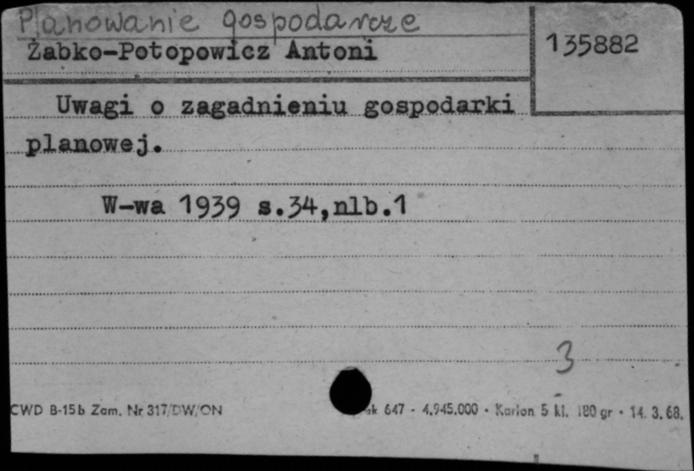 Planowanie gospodarcze
Żabko-Potopowicz Antoni
135882
Uwagi o zagadnieniu gospodarki
planowej.
W-wa 1939 s.34,nlb.1
3
CWD B-15b Zam. Nr 317/DW/ON 647 - 4.945.000 - Karton 5 kl. 180 gr - 14. 3. 68.